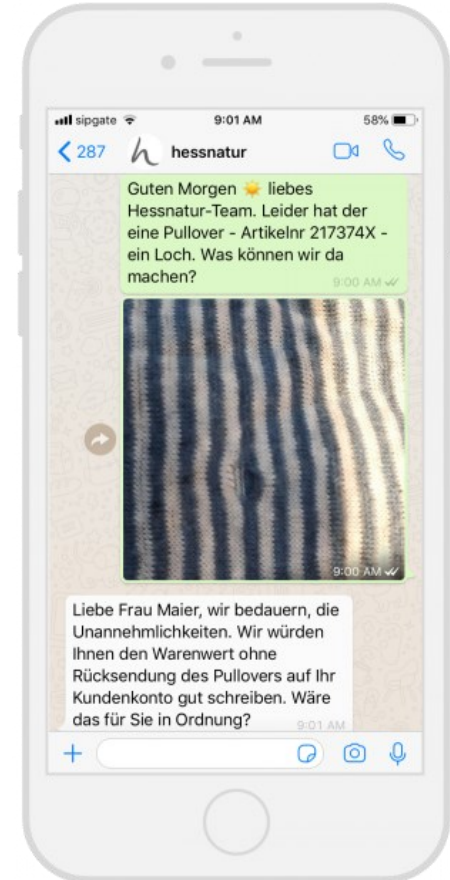 sipgate 9:01 AM 58%
287 h hessnatur
Guten Morgen ☀️ liebes
Hessnatur-Team. Leider hat der
eine Pullover - Artikelnr 217374X -
ein Loch. Was können wir da
machen?
9:00 AM
9:00 AM
Liebe Frau Maier, wir bedauern, die
Unannehmlichkeiten. Wir würden
Ihnen den Warenwert ohne
Rücksendung des Pullovers auf Ihr
Kundenkonto gut schreiben. Wäre
das für Sie in Ordnung?
9:01 AM